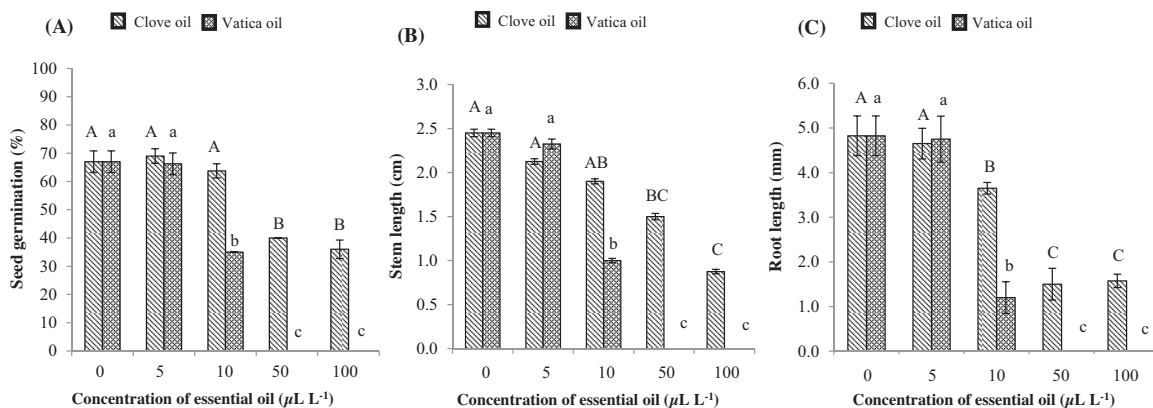 Clove oil Vatica oil
(A)
100
90
80
70
60
50
40
30
20
10
0
Seed germination (%)
A a A a A b B c B c
0 5 10 50 100
Concentration of essential oil (µL L⁻¹)
Clove oil Vatica oil
(B)
3.0
2.5
2.0
1.5
1.0
0.5
0.0
Stem length (cm)
A a A a AB b BC c C c
0 5 10 50 100
Concentration of essential oil (µL L⁻¹)
Clove oil Vatica oil
(C)
6.0
5.0
4.0
3.0
2.0
1.0
0.0
Root length (mm)
A a A a B b C c C c
0 5 10 50 100
Concentration of essential oil (µL L⁻¹)